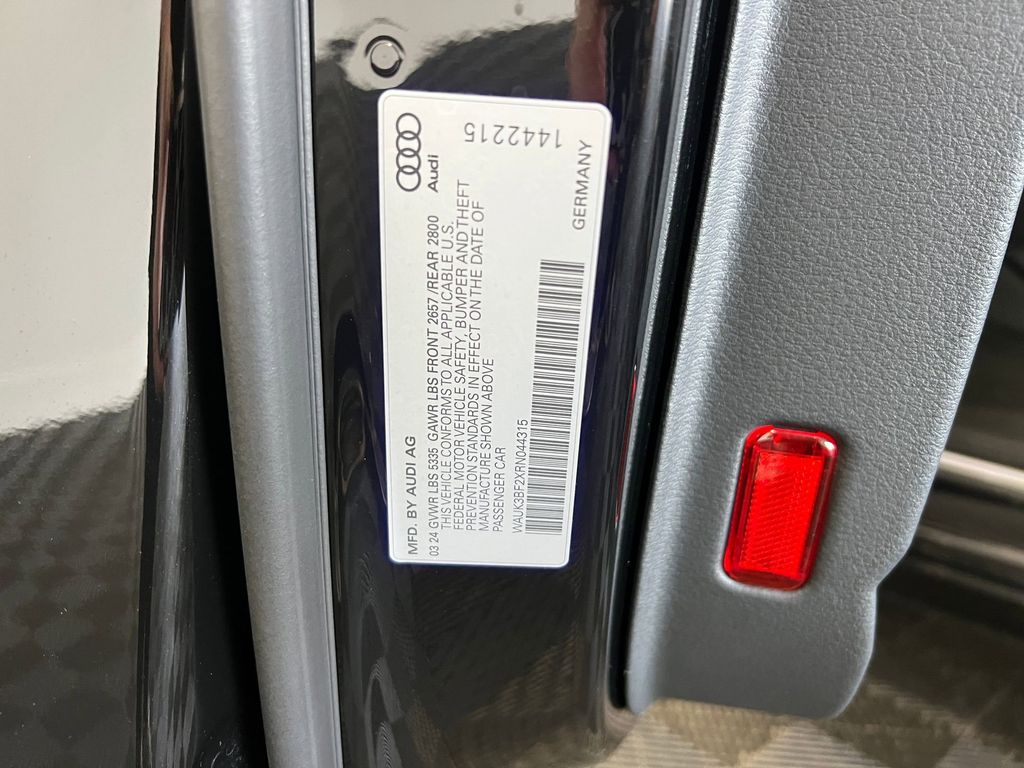 MFD. BY AUDI AG
Audi
03 24 GVWR LBS 5335 GAWR LBS FRONT 2657/REAR 2800
THIS VEHICLE CONFORMS TO ALL APPLICABLE U.S.
FEDERAL MOTOR VEHICLE SAFETY, BUMPER AND THEFT
PREVENTION STANDARDS IN EFFECT ON THE DATE OF
MANUFACTURE SHOWN ABOVE
PASSENGER CAR
1442215
WAUK3BF2XRN044315
GERMANY